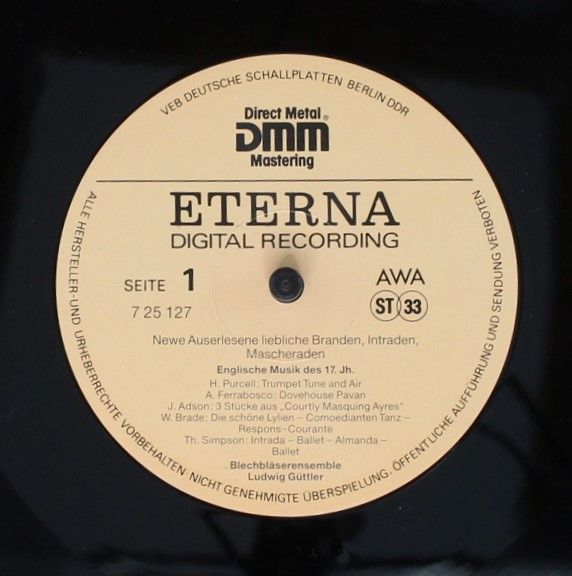 VEB DEUTSCHE SCHALLPLATTEN BERLIN DDR
Direct Metal
DMM®
Mastering
ETERNA
DIGITAL RECORDING
SEITE 1
AWA
7 25 127
ST 33
Newe Auserlesene liebliche Branden, Intraden,
Mascheraden
Englische Musik des 17. Jh.
H. Purcell: Trumpet Tune and Air
A. Ferrabosco: Dovehouse Pavan
J. Adson: 3 Stücke aus „Courtly Masquing Ayres“
W. Brade: Die schöne Lylien – Comoedianten Tanz –
Respons-Courante
Th. Simpson: Intrada – Ballet – Almanda –
Ballet
Blechbläserensemble
Ludwig Güttler
ALLE HERSTELLER-UND URHEBERRECHTE VORBEHALTEN NICHT GENEHMIGTE ÜBERSPIELUNG, ÖFFENTLICHE AUFFÜHRUNG UND SENDUNG VERBOTEN